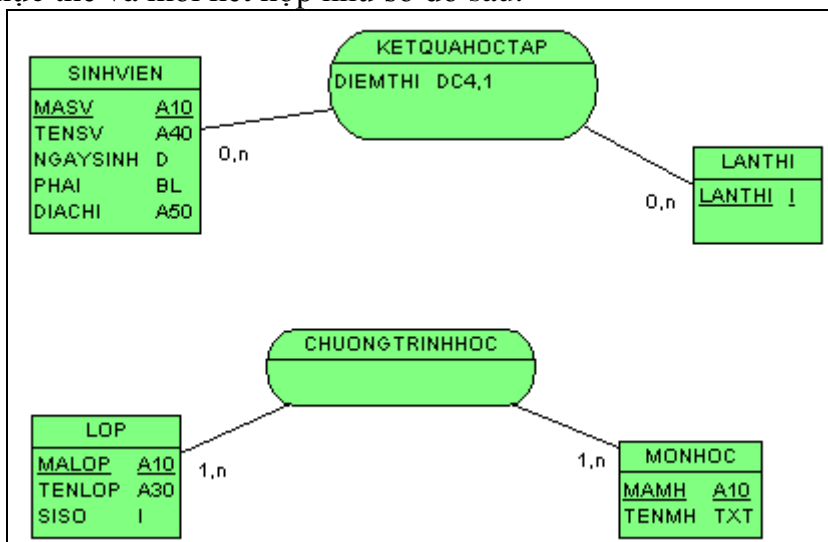 thể và mối kết hợp như sơ đồ sau:
KETQUAHOCTAP
DIEMTHI DC4,1
SINHVIEN
MASV A10
TENSV A40
NGAYSINH D
PHAI BL
DIACHI A50
0,n
LANTHI
LANTHI I
0,n
CHUONGTRINHHOC
LOP
MALOP A10
TENLOP A30
SISO I
1,n
1,n
MONHOC
MAMH A10
TENMH TXT